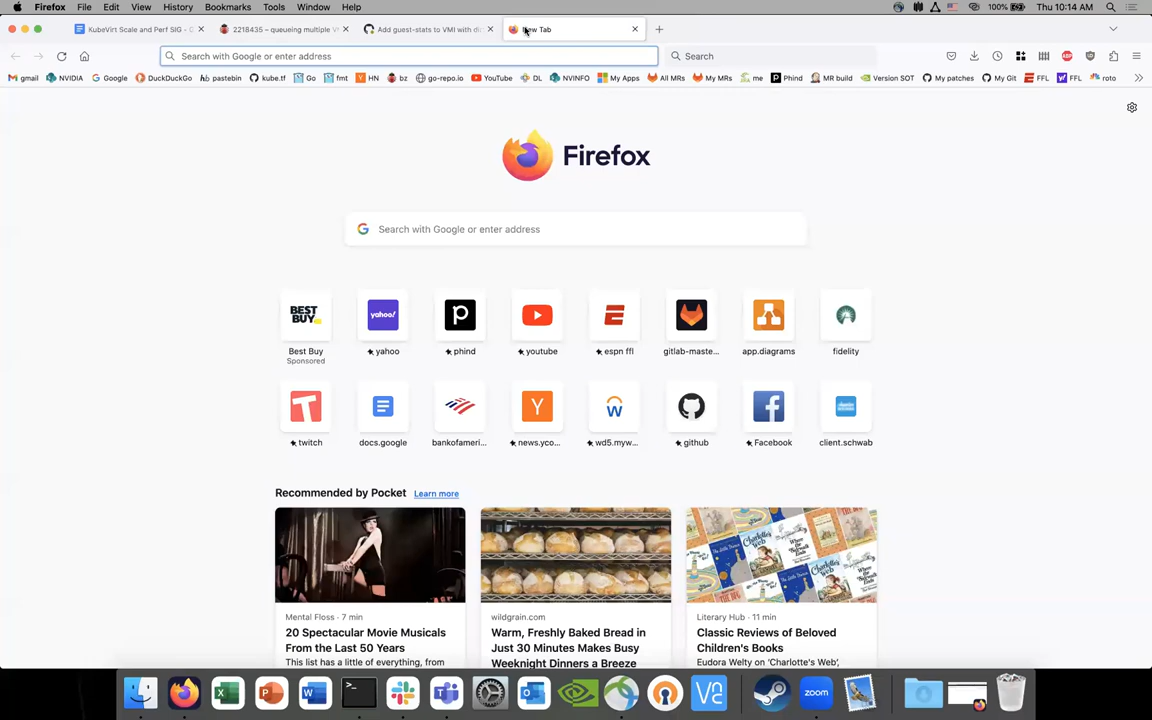 Firefox File Edit View History Bookmarks Tools Window Help 100% Thu 10:14 AM
KubeVirt Scale and Perf SIG - 2218435 – queueing multiple V Add guest-stats to VMI with di Tab
Search with Google or enter address Search
gmail NVIDIA Google DuckDuckGo pastebin kube.tf Go fmt HN bz go-repo.io YouTube DL NVINFO My Apps All MRs My MRs me Phind MR build Version SOT My patches My Git FFL FFL roto
Firefox
Search with Google or enter address
BEST
BUY
yahoo!
Best Buy yahoo phind youtube espn ffl gitlab-maste... app.diagrams fidelity
Sponsored
twitch docs.google bankofameri... news.yco... wd5.myw... github Facebook client.schwab
Recommended by Pocket Learn more
Mental Floss · 7 min
20 Spectacular Movie Musicals
From the Last 50 Years
This list has a little of everything, from
wildgrain.com
Warm, Freshly Baked Bread in
Just 30 Minutes Makes Busy
Weeknight Dinners a Breeze
Literary Hub · 11 min
Classic Reviews of Beloved
Children's Books
Eudora Welty on 'Charlotte's Web',
zoom